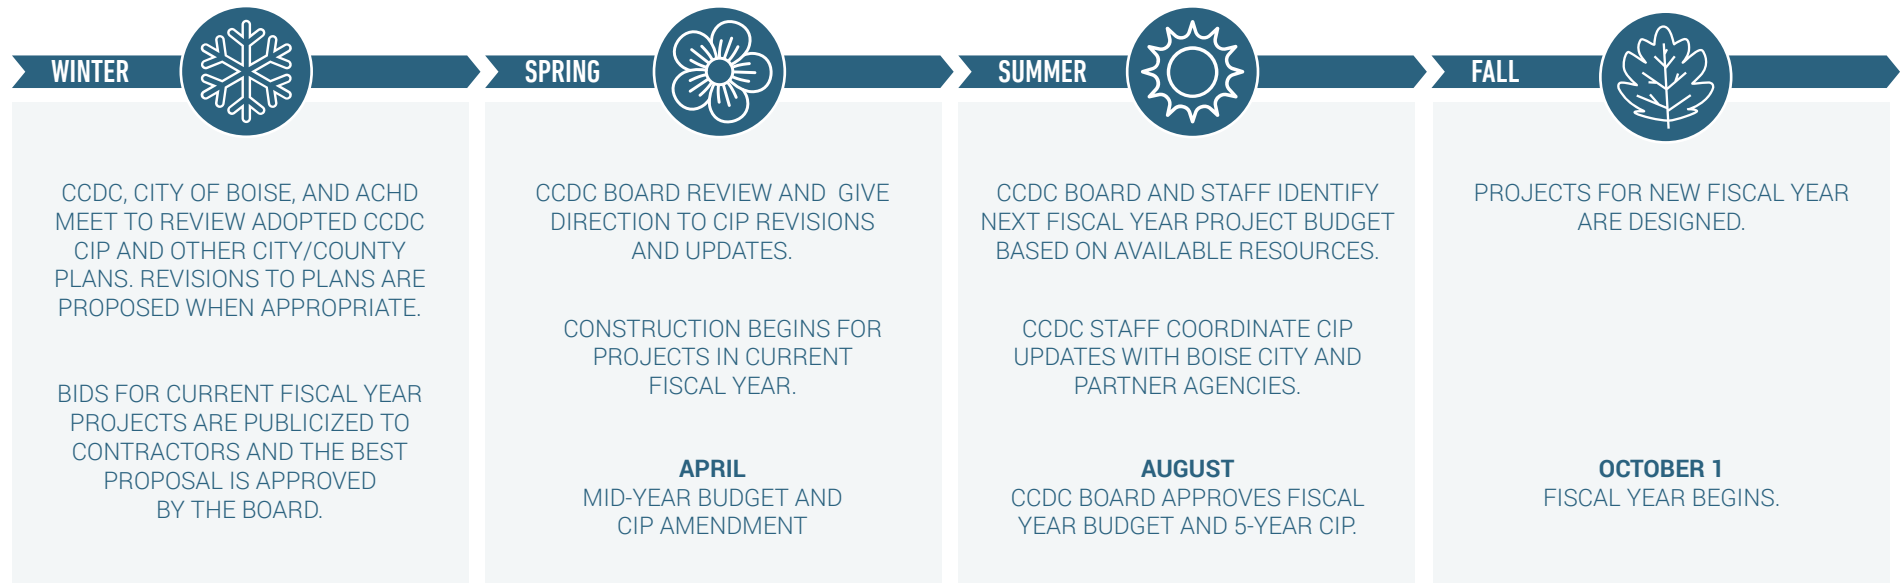 WINTER
CCDC, CITY OF BOISE, AND ACHD
MEET TO REVIEW ADOPTED CCDC
CIP AND OTHER CITY/COUNTY
PLANS. REVISIONS TO PLANS ARE
PROPOSED WHEN APPROPRIATE.
BIDS FOR CURRENT FISCAL YEAR
PROJECTS ARE PUBLICIZED TO
CONTRACTORS AND THE BEST
PROPOSAL IS APPROVED
BY THE BOARD.
SPRING
CCDC BOARD REVIEW AND GIVE
DIRECTION TO CIP REVISIONS
AND UPDATES.
CONSTRUCTION BEGINS FOR
PROJECTS IN CURRENT
FISCAL YEAR.
APRIL
MID-YEAR BUDGET AND
CIP AMENDMENT
SUMMER
CCDC BOARD AND STAFF IDENTIFY
NEXT FISCAL YEAR PROJECT BUDGET
BASED ON AVAILABLE RESOURCES.
CCDC STAFF COORDINATE CIP
UPDATES WITH BOISE CITY AND
PARTNER AGENCIES.
AUGUST
CCDC BOARD APPROVES FISCAL
YEAR BUDGET AND 5-YEAR CIP.
FALL
PROJECTS FOR NEW FISCAL YEAR
ARE DESIGNED.
OCTOBER 1
FISCAL YEAR BEGINS.